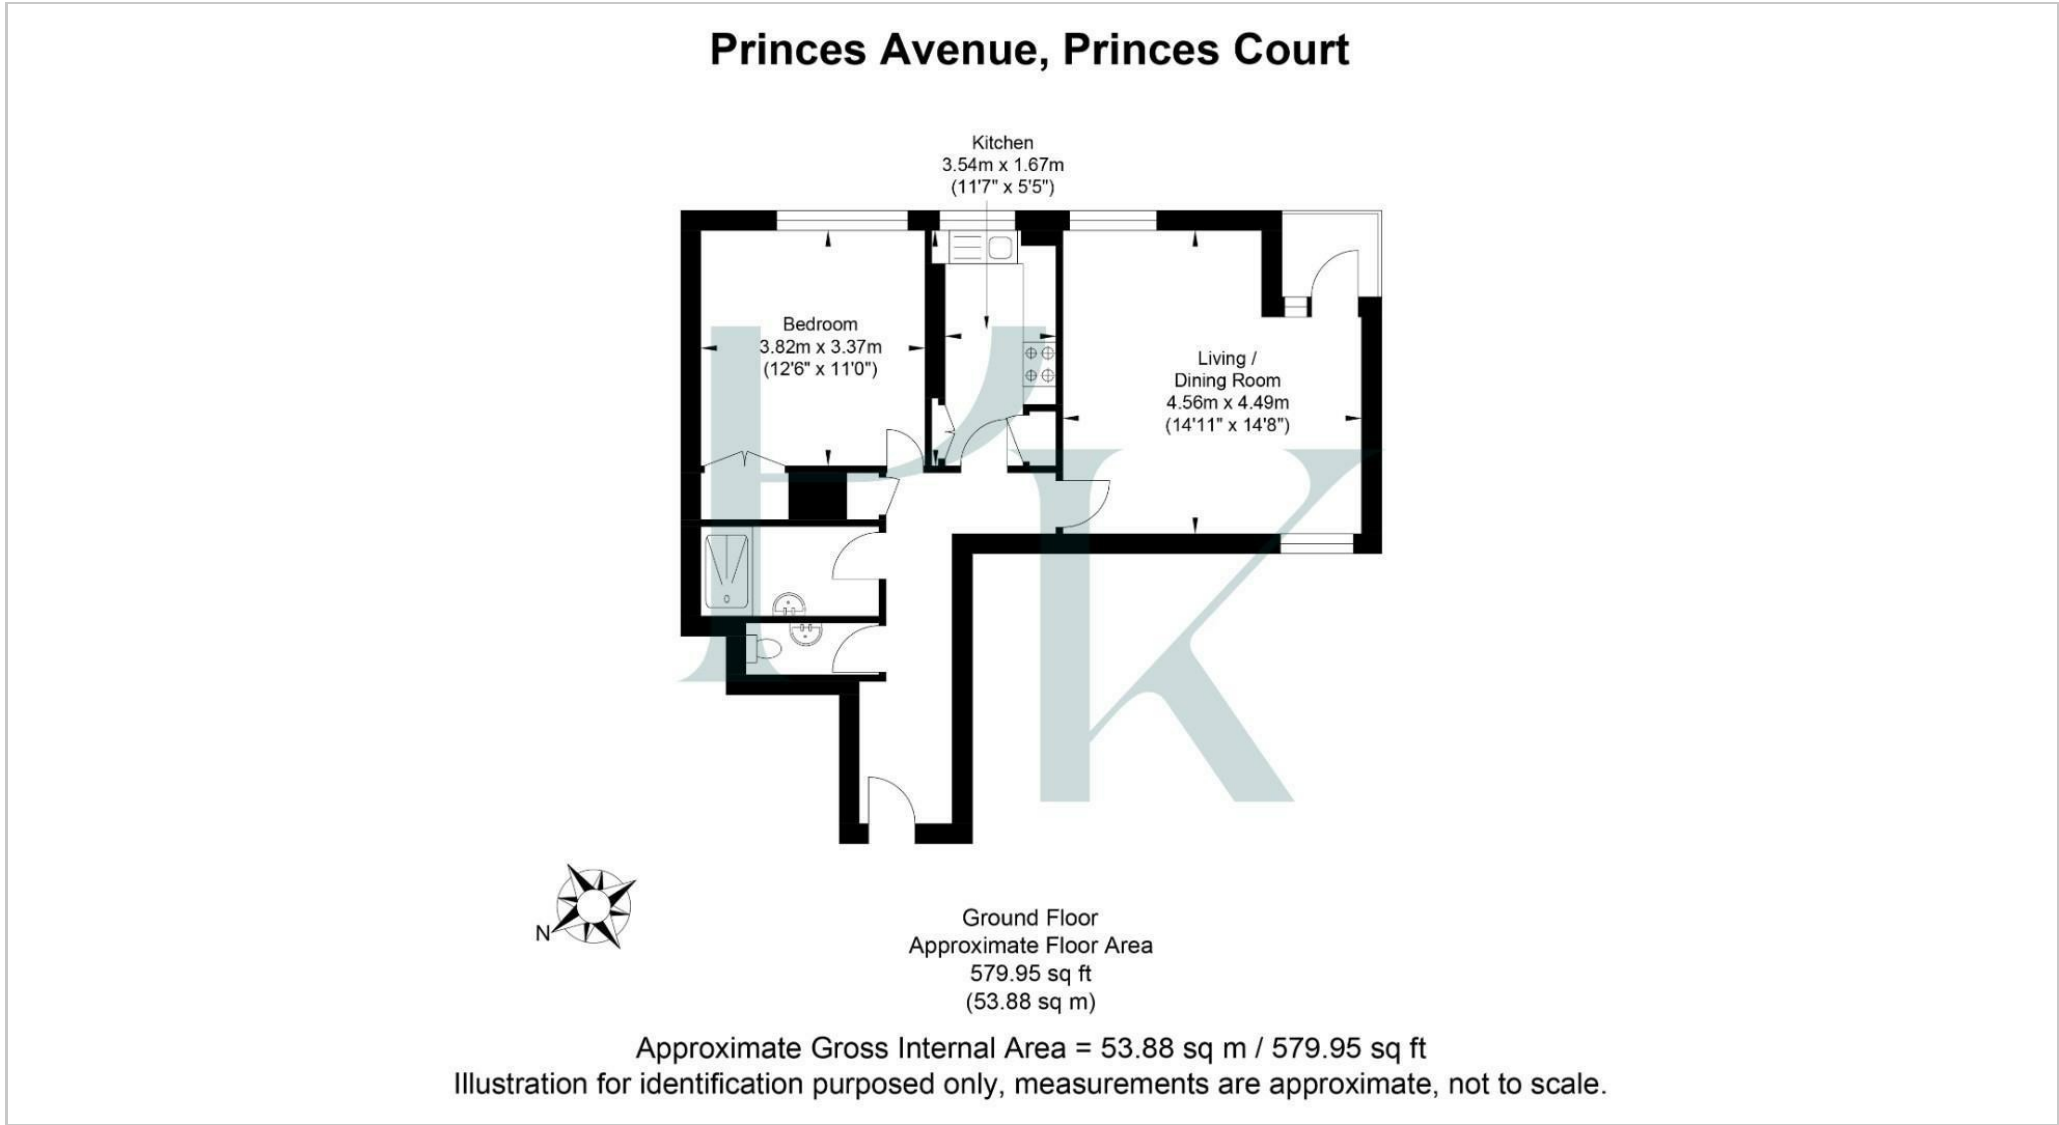 Princes Avenue, Princes Court
Kitchen
3.54m x 1.67m
(11'7" x 5'5")
Bedroom
3.82m x 3.37m
(12'6" x 11'0")
Living /
Dining Room
4.56m x 4.49m
(14'11" x 14'8")
N
Ground Floor
Approximate Floor Area
579.95 sq ft
(53.88 sq m)
Approximate Gross Internal Area = 53.88 sq m / 579.95 sq ft
Illustration for identification purposed only, measurements are approximate, not to scale.